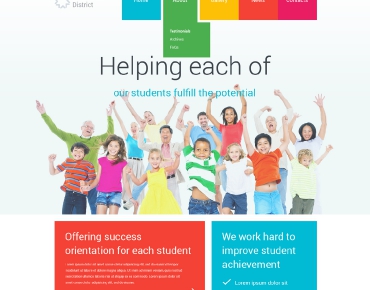 District
Home
About
Gallery
News
Contacts
Testimonials
Archives
FAQs
Helping each of
our students fulfill the potential
Offering success
orientation for each student
We work hard to
improve student
achievement
Lorem ipsum dolor sit